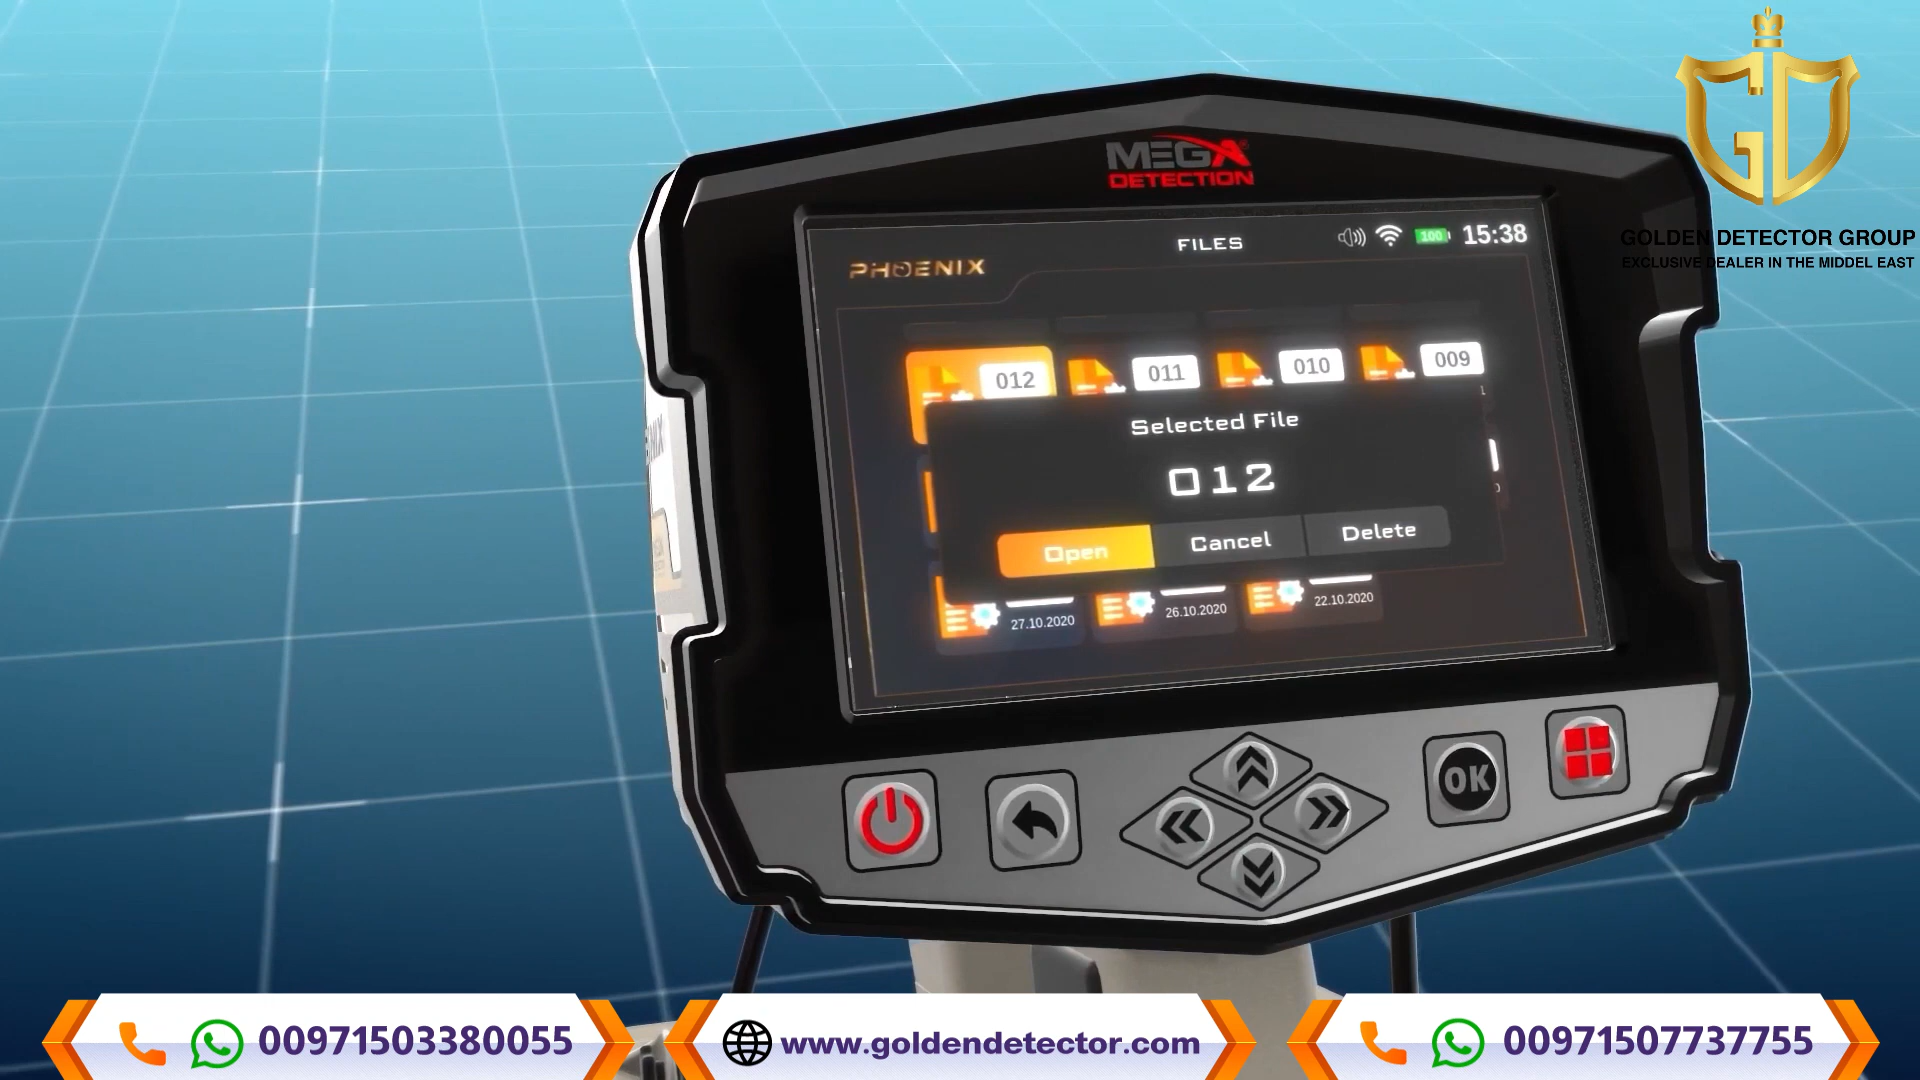 GOLDEN DETECTOR GROUP
EXCLUSIVE DEALER IN THE MIDDEL EAST
MEGA
DETECTION
PHOENIX
FILES
100
15:38
012
011
010
009
Selected File
012
Open
Cancel
Delete
27.10.2020
26.10.2020
22.10.2020
OK
00971503380055
www.goldendetector.com
00971507737755